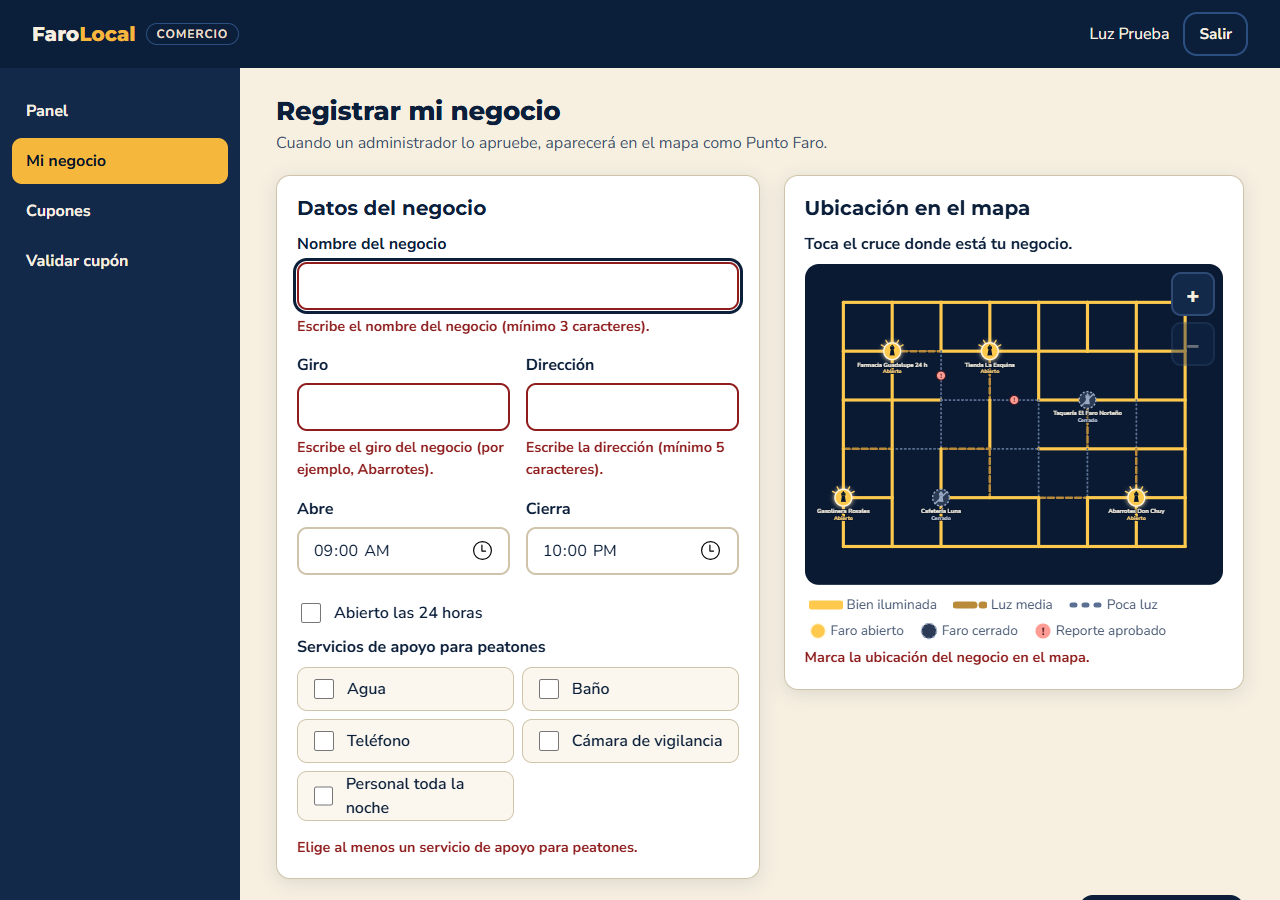 FaroLocal COMERCIO
Luz Prueba Salir
Panel
Mi negocio
Cupones
Validar cupón
Registrar mi negocio
Cuando un administrador lo apruebe, aparecerá en el mapa como Punto Faro.
Datos del negocio
Nombre del negocio
Escribe el nombre del negocio (mínimo 3 caracteres).
Giro
Dirección
Escribe el giro del negocio (por
ejemplo, Abarrotes).
Escribe la dirección (mínimo 5
caracteres).
Abre
Cierra
09:00 AM
10:00 PM
Abierto las 24 horas
Servicios de apoyo para peatones
Agua
Baño
Teléfono
Cámara de vigilancia
Personal toda la
noche
Elige al menos un servicio de apoyo para peatones.
Ubicación en el mapa
Toca el cruce donde está tu negocio.
+
−
Farmacia Guadalupe 24 h
Abierto
Tienda La Esquina
Abierto
Taquería El Faro Norteño
Cerrado
Gasolinera Rosales
Abierto
Cafetería Luna
Cerrado
Abarrotes Don Chuy
Abierto
Bien iluminada
Luz media
Poca luz
Faro abierto
Faro cerrado
! Reporte aprobado
Marca la ubicación del negocio en el mapa.